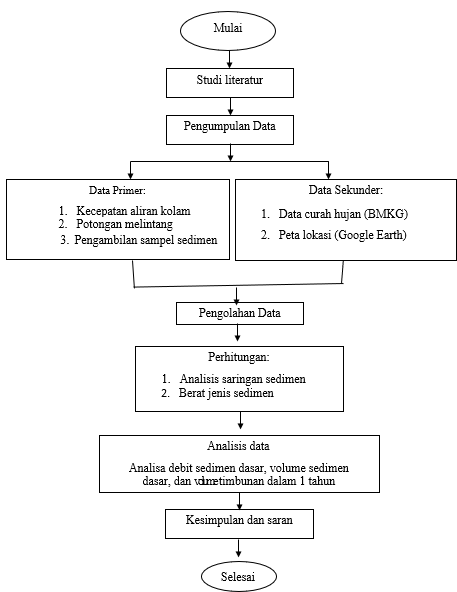 Mulai
Studi literatur
Pengumpulan Data
Data Primer:
1. Kecepatan aliran kolam
2. Potongan melintang
3. Pengambilan sampel sedimen
Data Sekunder:
1. Data curah hujan (BMKG)
2. Peta lokasi (Google Earth)
Pengolahan Data
Perhitungan:
1. Analisis saringan sedimen
2. Berat jenis sedimen
Analisis data
Analisa debit sedimen dasar, volume sedimen
dasar, dan timbunan dalam 1 tahun
Kesimpulan dan saran
Selesai